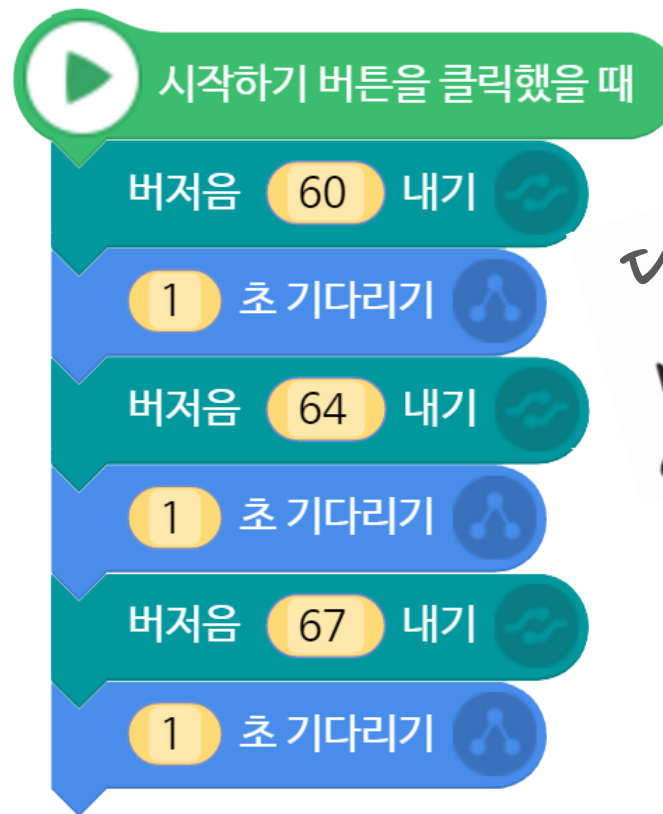 시작하기 버튼을 클릭했을 때
버저음 60 내기
1 초 기다리기
버저음 64 내기
1 초 기다리기
버저음 67 내기
1 초 기다리기